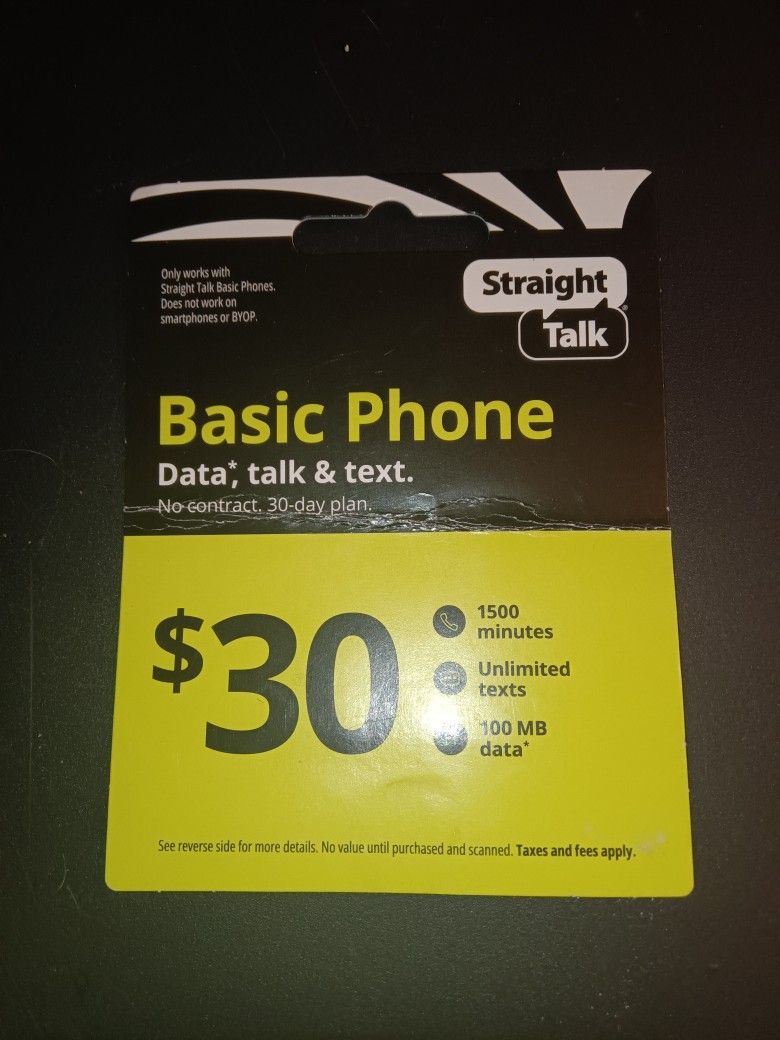 Only works with
Straight Talk Basic Phones.
Does not work on
smartphones or BYOP.
Straight
Talk®
Basic Phone
Data*, talk & text.
No contract. 30-day plan.
$30
1500
minutes
Unlimited
texts
100 MB
data*
See reverse side for more details. No value until purchased and scanned. Taxes and fees apply.